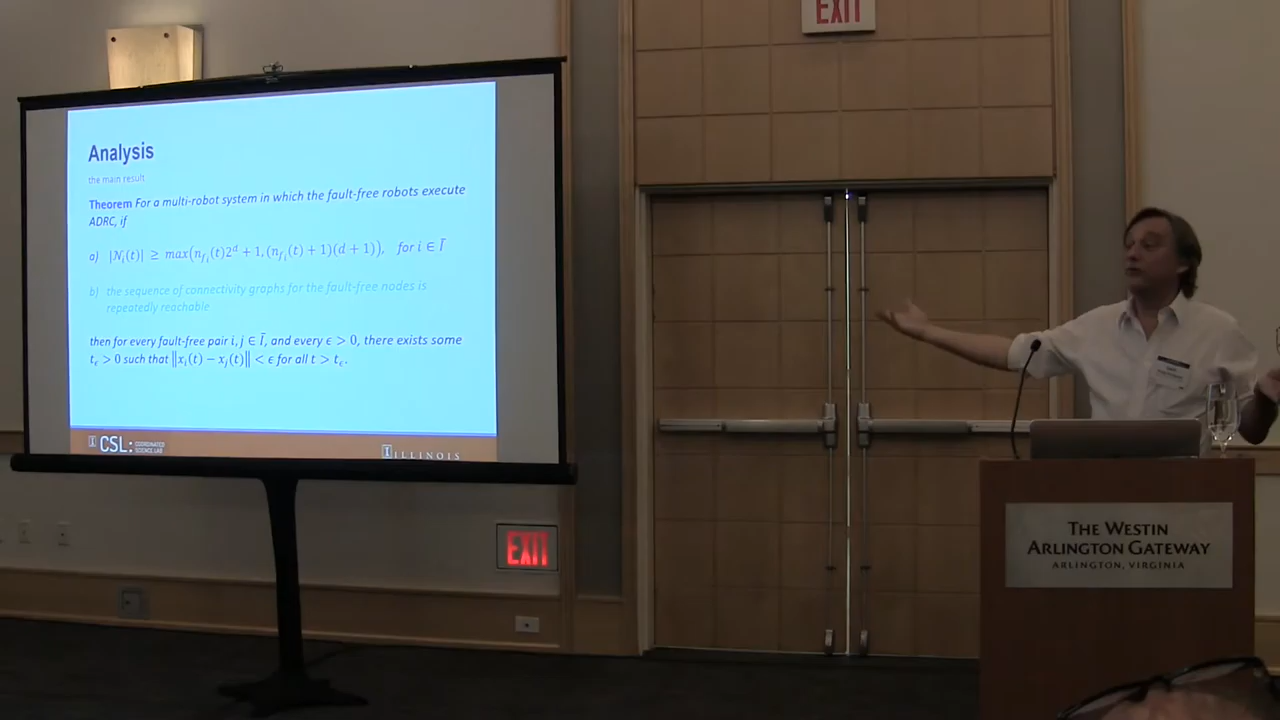 EXIT
Analysis
the main result
Theorem For a multi-robot system in which the fault-free robots execute
ADRC, if
a) |N_i(t)| ≥ max(n_{f_i}(t)2^d + 1, (n_{f_i}(t) + 1)(d + 1)), for i ∈ Ī
b) the sequence of connectivity graphs for the fault-free nodes is
repeatedly reachable
then for every fault-free pair i, j ∈ Ī, and every ϵ > 0, there exists some
t_ϵ > 0 such that ‖x_i(t) − x_j(t)‖ < ϵ for all t > t_ϵ.
I CSL: COORDINATED
SCIENCE LAB
I ILLINOIS
EXIT
THE WESTIN
ARLINGTON GATEWAY
ARLINGTON, VIRGINIA